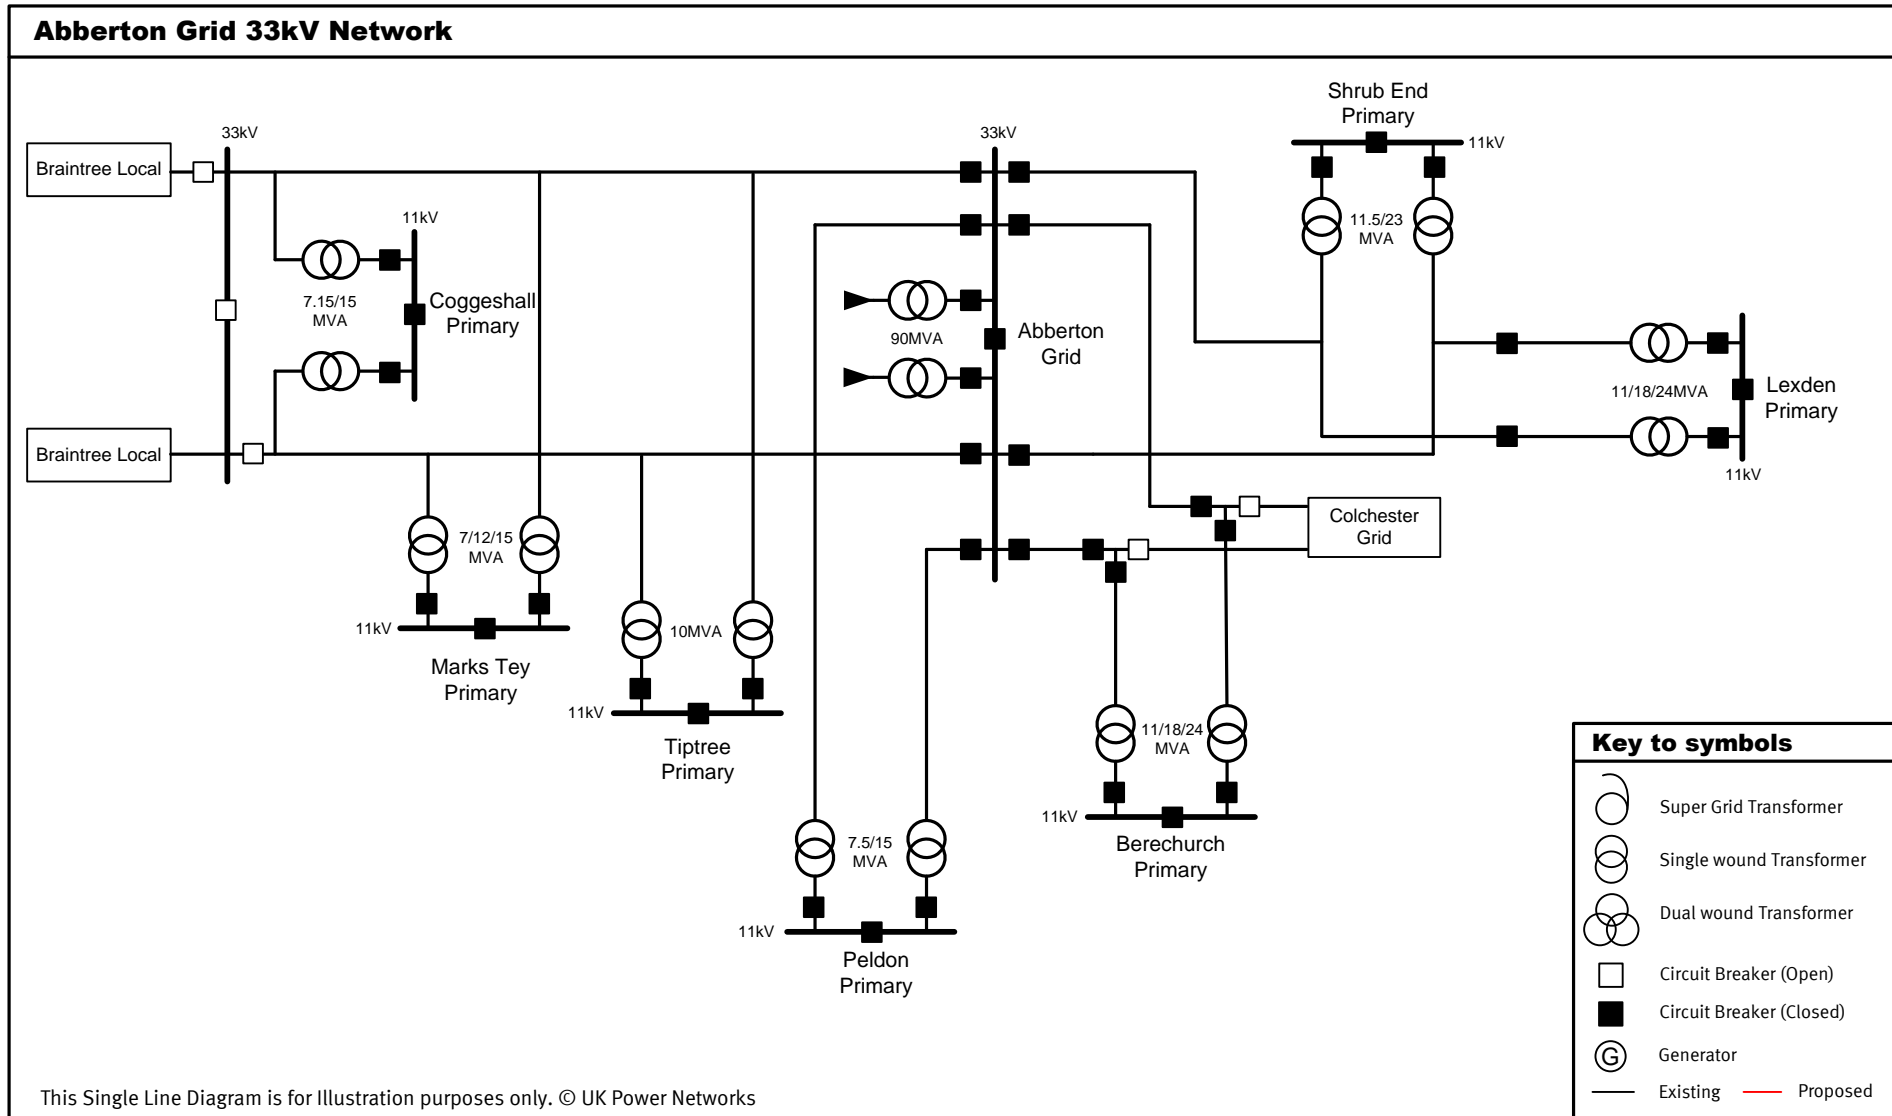 Abberton Grid 33kV Network
Shrub End
Primary
33kV
33kV
11kV
Braintree Local
11kV
11.5/23
MVA
7.15/15
MVA
Coggeshall
Primary
90MVA
Abberton
Grid
11/18/24MVA
Lexden
Primary
11kV
Braintree Local
Colchester
Grid
7/12/15
MVA
11kV
Marks Tey
Primary
10MVA
11kV
Tiptree
Primary
11/18/24
MVA
11kV
Berechurch
Primary
7.5/15
MVA
11kV
Peldon
Primary
Key to symbols
Super Grid Transformer
Single wound Transformer
Dual wound Transformer
Circuit Breaker (Open)
Circuit Breaker (Closed)
G Generator
Existing Proposed
This Single Line Diagram is for Illustration purposes only. © UK Power Networks